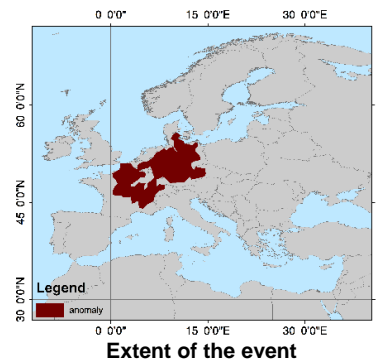 0 0'0" 15 0'0"E 30 0'0"E
60 0'0"N
45 0'0"N
30 0'0"N
Legend
anomaly
0 0'0" 15 0'0"E 30 0'0"E
Extent of the event